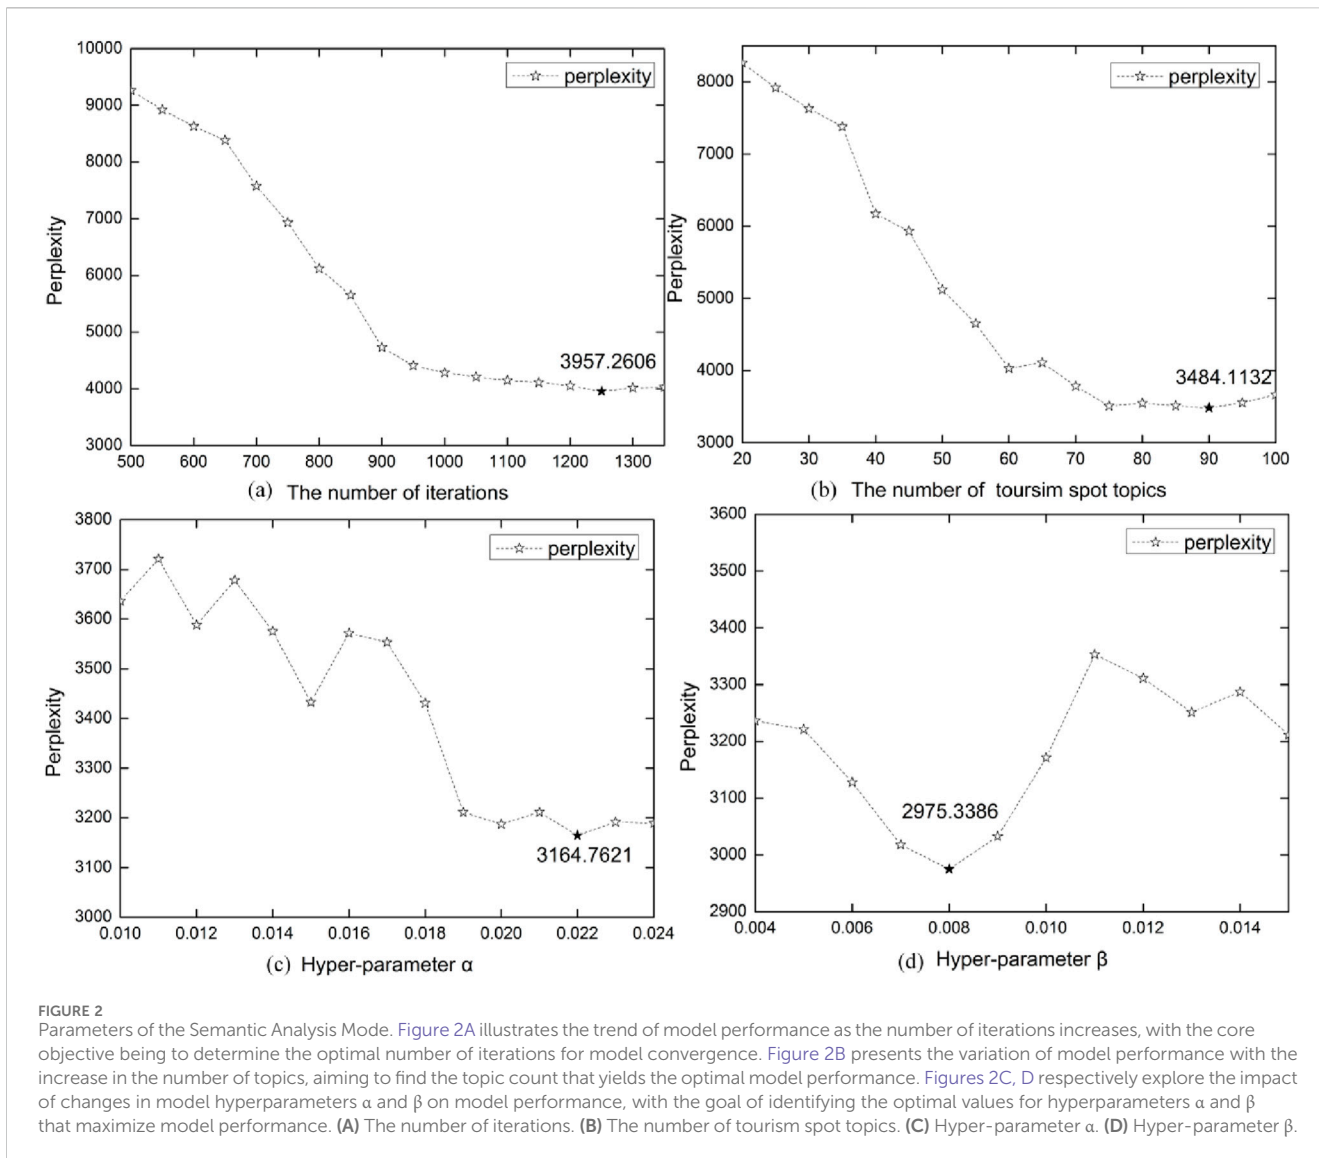 10000
9000
8000
7000
6000
5000
4000
3000
Perplexity
perplexity
3957.2606
500 600 700 800 900 1000 1100 1200 1300
(a) The number of iterations
8000
7000
6000
5000
4000
3000
Perplexity
perplexity
3484.1132
20 30 40 50 60 70 80 90 100
(b) The number of toursim spot topics
3800
3700
3600
3500
3400
3300
3200
3100
3000
Perplexity
perplexity
3164.7621
0.010 0.012 0.014 0.016 0.018 0.020 0.022 0.024
(c) Hyper-parameter α
3600
3500
3400
3300
3200
3100
3000
2900
Perplexity
perplexity
2975.3386
0.004 0.006 0.008 0.010 0.012 0.014
(d) Hyper-parameter β
FIGURE 2
Parameters of the Semantic Analysis Mode. Figure 2A illustrates the trend of model performance as the number of iterations increases, with the core
objective being to determine the optimal number of iterations for model convergence. Figure 2B presents the variation of model performance with the
increase in the number of topics, aiming to find the topic count that yields the optimal model performance. Figures 2C, D respectively explore the impact
of changes in model hyperparameters α and β on model performance, with the goal of identifying the optimal values for hyperparameters α and β
that maximize model performance. (A) The number of iterations. (B) The number of tourism spot topics. (C) Hyper-parameter α. (D) Hyper-parameter β.